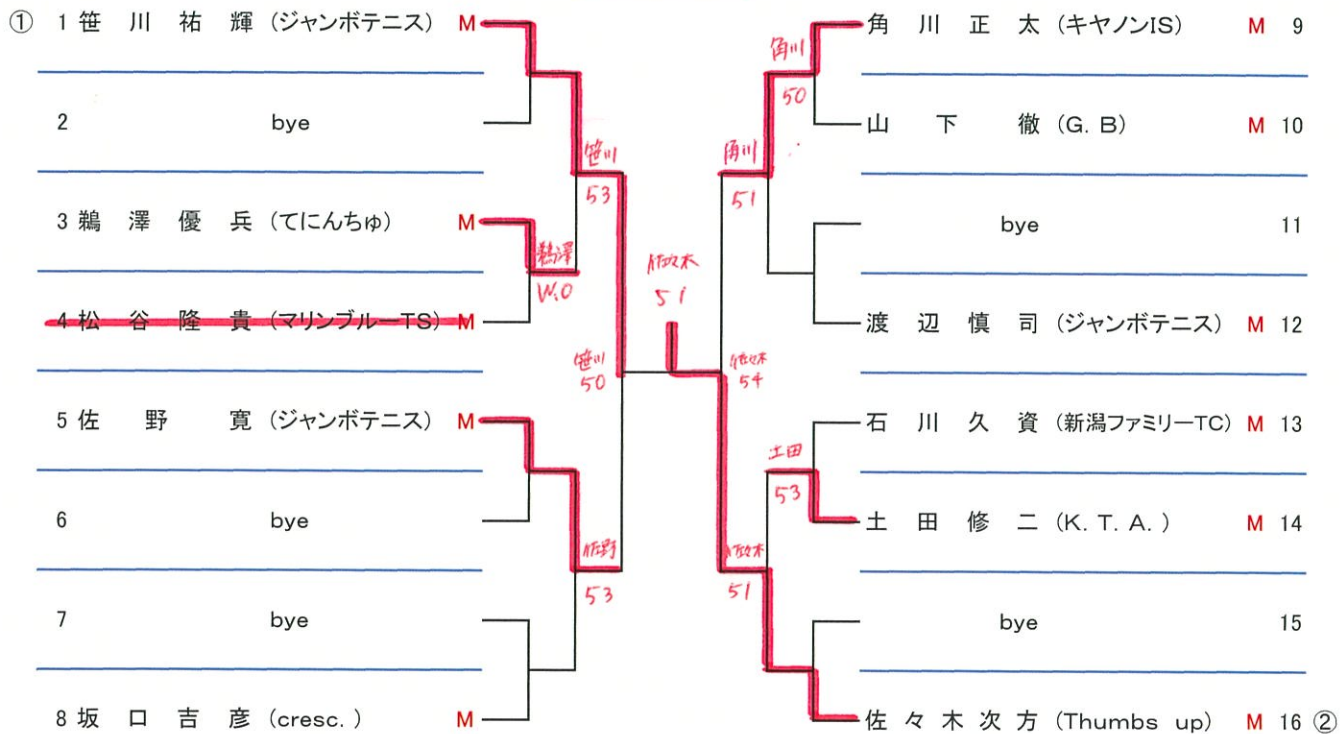 ① 1 笹川祐輝 (ジャンボテニス) M
2 bye
3 鵜澤優兵 (てにんちゅ) M
4 松谷隆貴 (マリンブルーTS) M
5 佐野寛 (ジャンボテニス) M
6 bye
7 bye
8 坂口吉彦 (cresc.) M
鵜澤
W.O
笹川
53
佐野
53
笹川
50
佐々木
51
佐々木
54
角川
51
佐々木
51
角川
50
土田
53
角川正太 (キヤノンIS) M 9
山下徹 (G.B) M 10
bye 11
渡辺慎司 (ジャンボテニス) M 12
石川久資 (新潟ファミリーTC) M 13
土田修二 (K.T.A.) M 14
bye 15
佐々木次方 (Thumbs up) M 16 ②